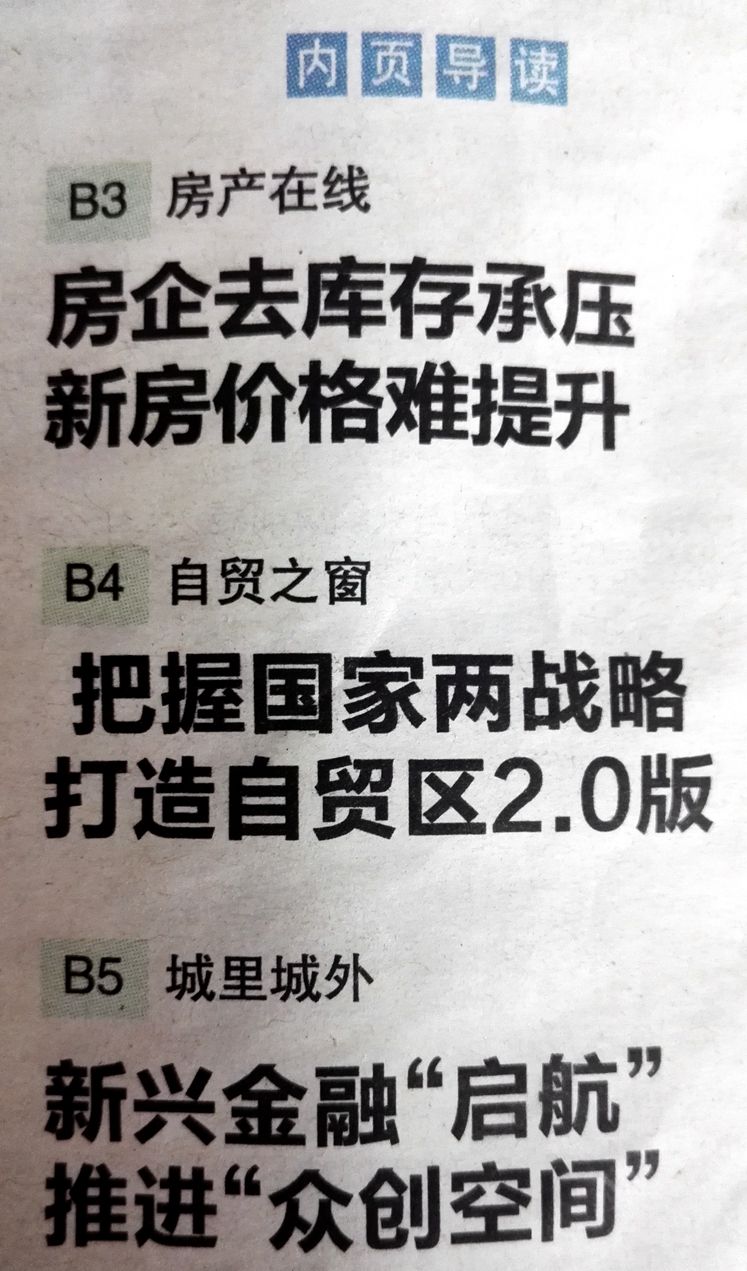 内页导读
B3 房产在线
房企去库存承压
新房价格难提升
B4 自贸之窗
把握国家两战略
打造自贸区2.0版
B5 城里城外
新兴金融“启航”
推进“众创空间”